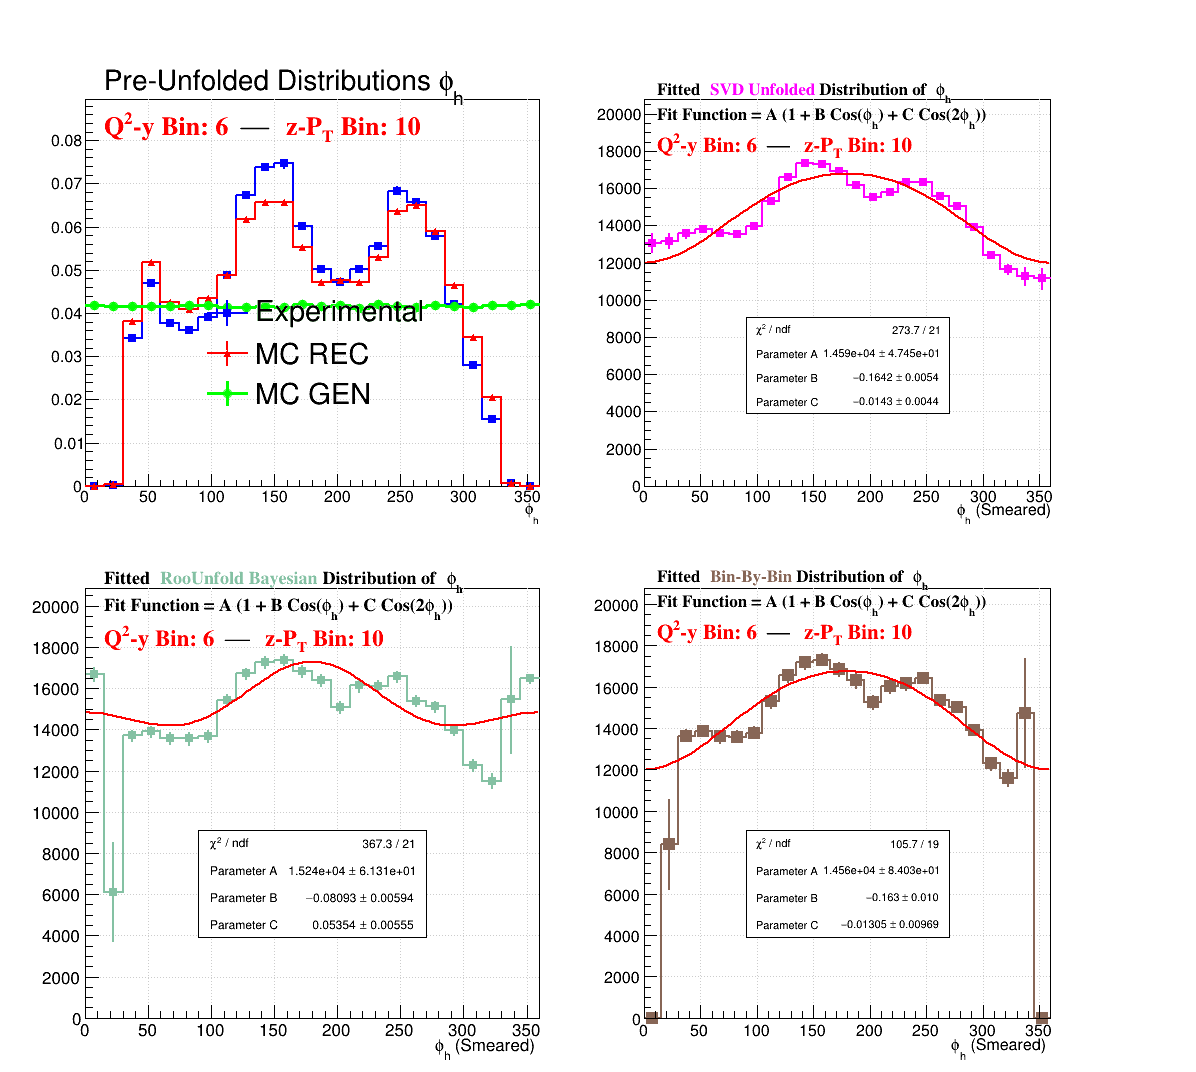 Pre-Unfolded Distributions ϕh
Q²-y Bin: 6 — z-PT Bin: 10
0.08
0.07
0.06
0.05
0.04
0.03
0.02
0.01
0
Experimental
MC REC
MC GEN
0 50 100 150 200 250 300 350
ϕh
Fitted SVD Unfolded Distribution of ϕh
Fit Function = A (1 + B Cos(ϕh) + C Cos(2ϕh))
Q²-y Bin: 6 — z-PT Bin: 10
20000
18000
16000
14000
12000
10000
8000
6000
4000
2000
0
χ² / ndf 273.7 / 21
Parameter A 1.459e+04 ± 4.745e+01
Parameter B −0.1642 ± 0.0054
Parameter C −0.0143 ± 0.0044
0 50 100 150 200 250 300 350
ϕh (Smeared)
Fitted RooUnfold Bayesian Distribution of ϕh
Fit Function = A (1 + B Cos(ϕh) + C Cos(2ϕh))
Q²-y Bin: 6 — z-PT Bin: 10
20000
18000
16000
14000
12000
10000
8000
6000
4000
2000
0
χ² / ndf 367.3 / 21
Parameter A 1.524e+04 ± 6.131e+01
Parameter B −0.08093 ± 0.00594
Parameter C 0.05354 ± 0.00555
0 50 100 150 200 250 300 350
ϕh (Smeared)
Fitted Bin-By-Bin Distribution of ϕh
Fit Function = A (1 + B Cos(ϕh) + C Cos(2ϕh))
Q²-y Bin: 6 — z-PT Bin: 10
20000
18000
16000
14000
12000
10000
8000
6000
4000
2000
0
χ² / ndf 105.7 / 19
Parameter A 1.456e+04 ± 8.403e+01
Parameter B −0.163 ± 0.010
Parameter C −0.01305 ± 0.00969
0 50 100 150 200 250 300 350
ϕh (Smeared)